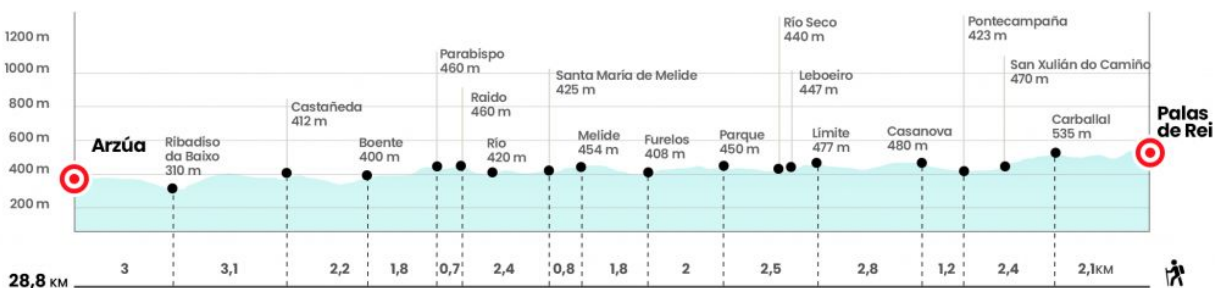 1200 m
1000 m
800 m
600 m
400 m
200 m
Arzúa
Ribadiso
da Baixo
310 m
Castañeda
412 m
Boente
400 m
Parabispo
460 m
Raido
460 m
Río
420 m
Santa María de Melide
425 m
Melide
454 m
Furelos
408 m
Parque
450 m
Río Seco
440 m
Leboeiro
447 m
Límite
477 m
Casanova
480 m
Pontecampaña
423 m
San Xulián do Camiño
470 m
Carballal
535 m
Palas
de Rei
28,8 KM
3
3,1
2,2
1,8
0,7
2,4
0,8
1,8
2
2,5
2,8
1,2
2,4
2,1KM